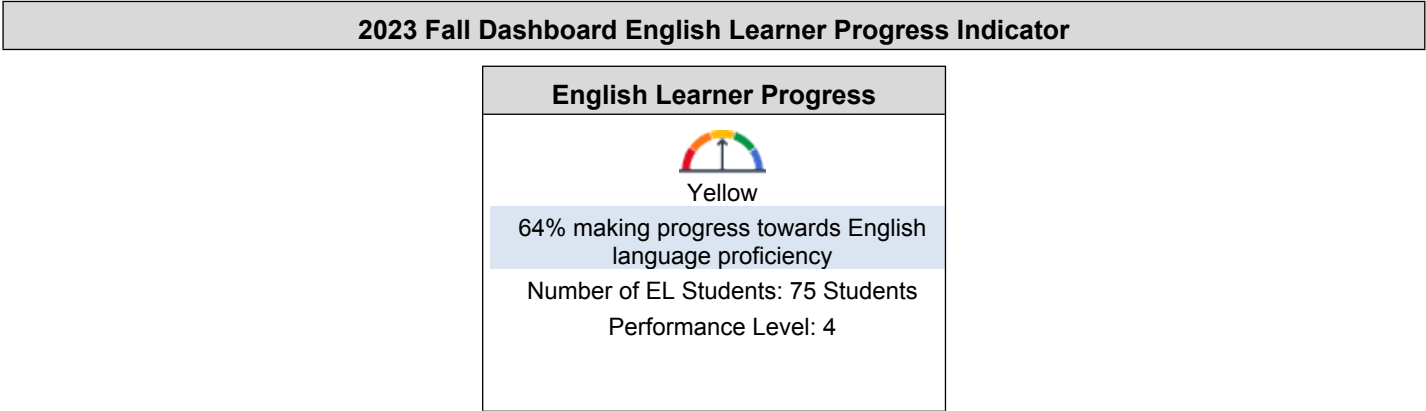 2023 Fall Dashboard English Learner Progress Indicator
English Learner Progress
Yellow
64% making progress towards English
language proficiency
Number of EL Students: 75 Students
Performance Level: 4